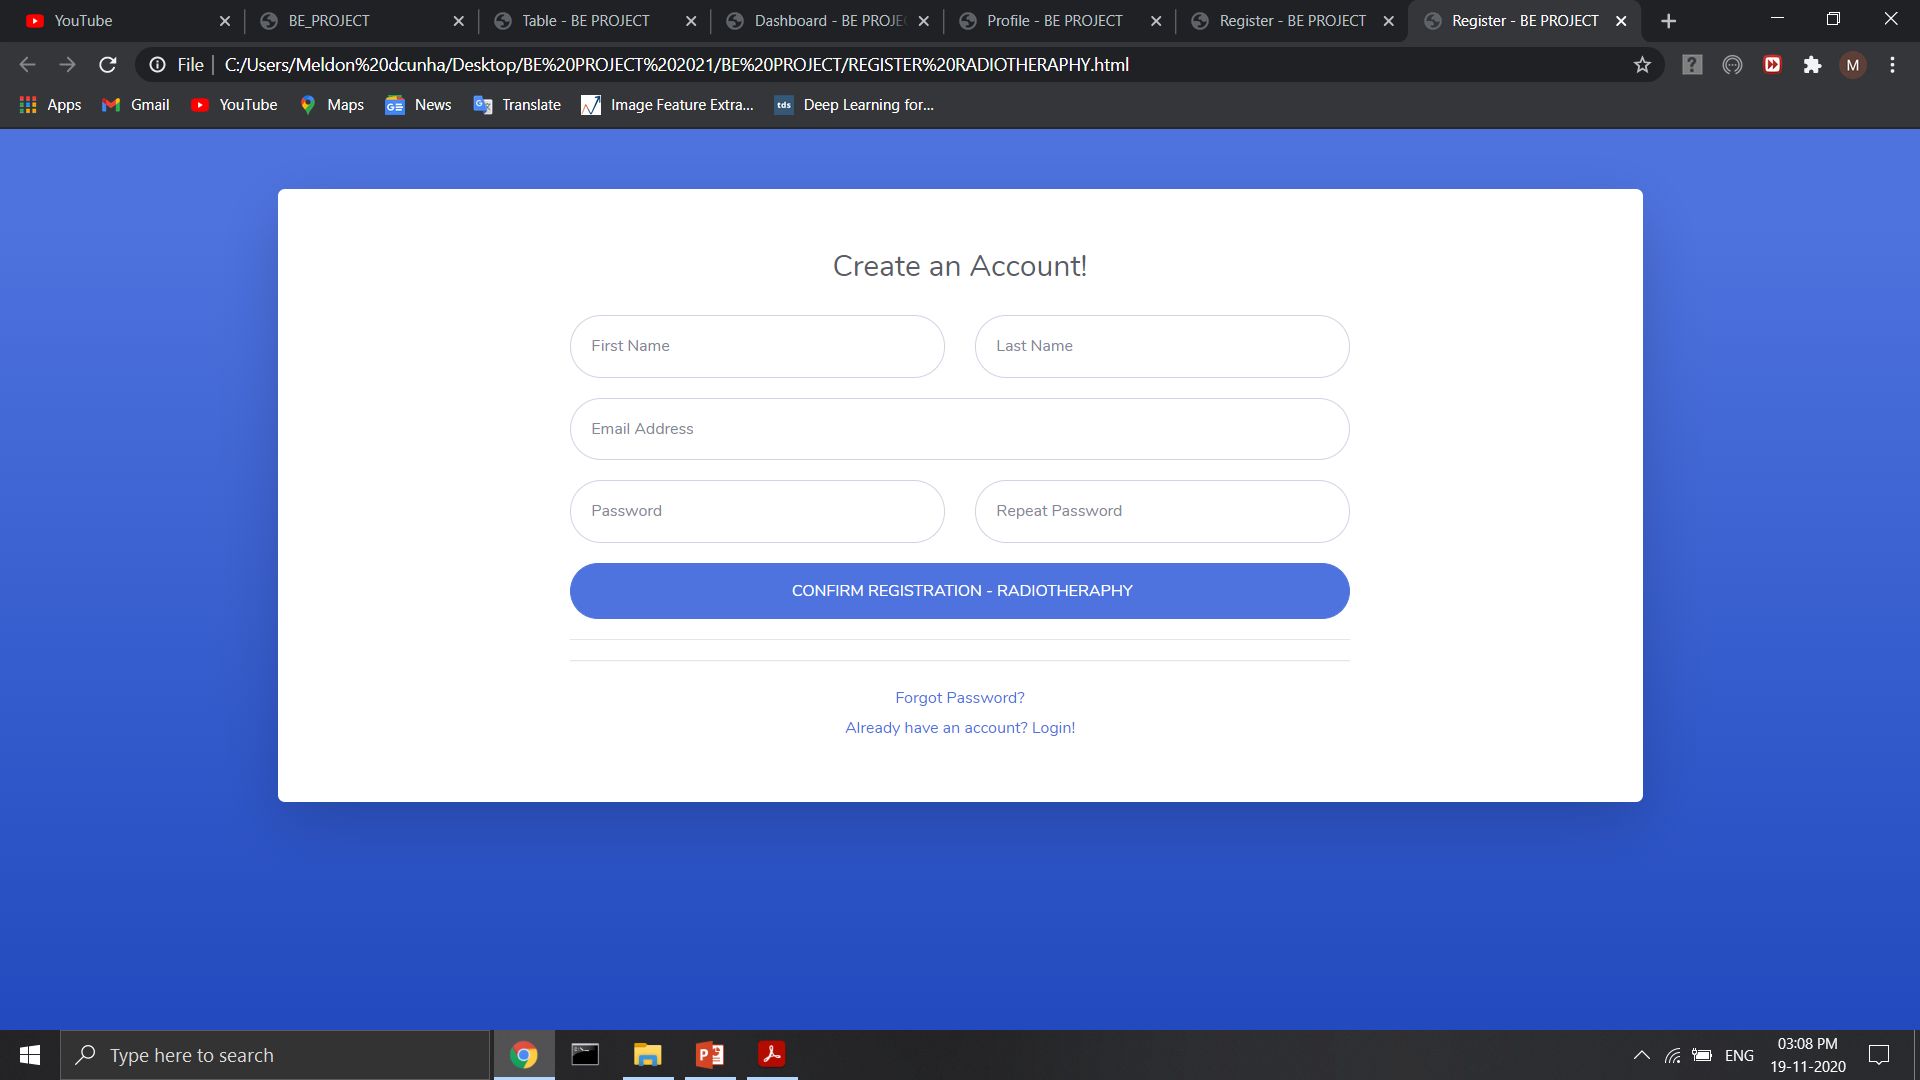 YouTube
BE_PROJECT
Table - BE PROJECT
Dashboard - BE PROJE
Profile - BE PROJECT
Register - BE PROJECT
Register - BE PROJECT
File
C:/Users/Meldon%20dcunha/Desktop/BE%20PROJECT%202021/BE%20PROJECT/REGISTER%20RADIOTHERAPHY.html
M
Apps
Gmail
YouTube
Maps
News
Translate
Image Feature Extra...
tds
Deep Learning for...
Create an Account!
First Name
Last Name
Email Address
Password
Repeat Password
CONFIRM REGISTRATION - RADIOTHERAPHY
Forgot Password?
Already have an account? Login!
Type here to search
ENG
03:08 PM
19-11-2020